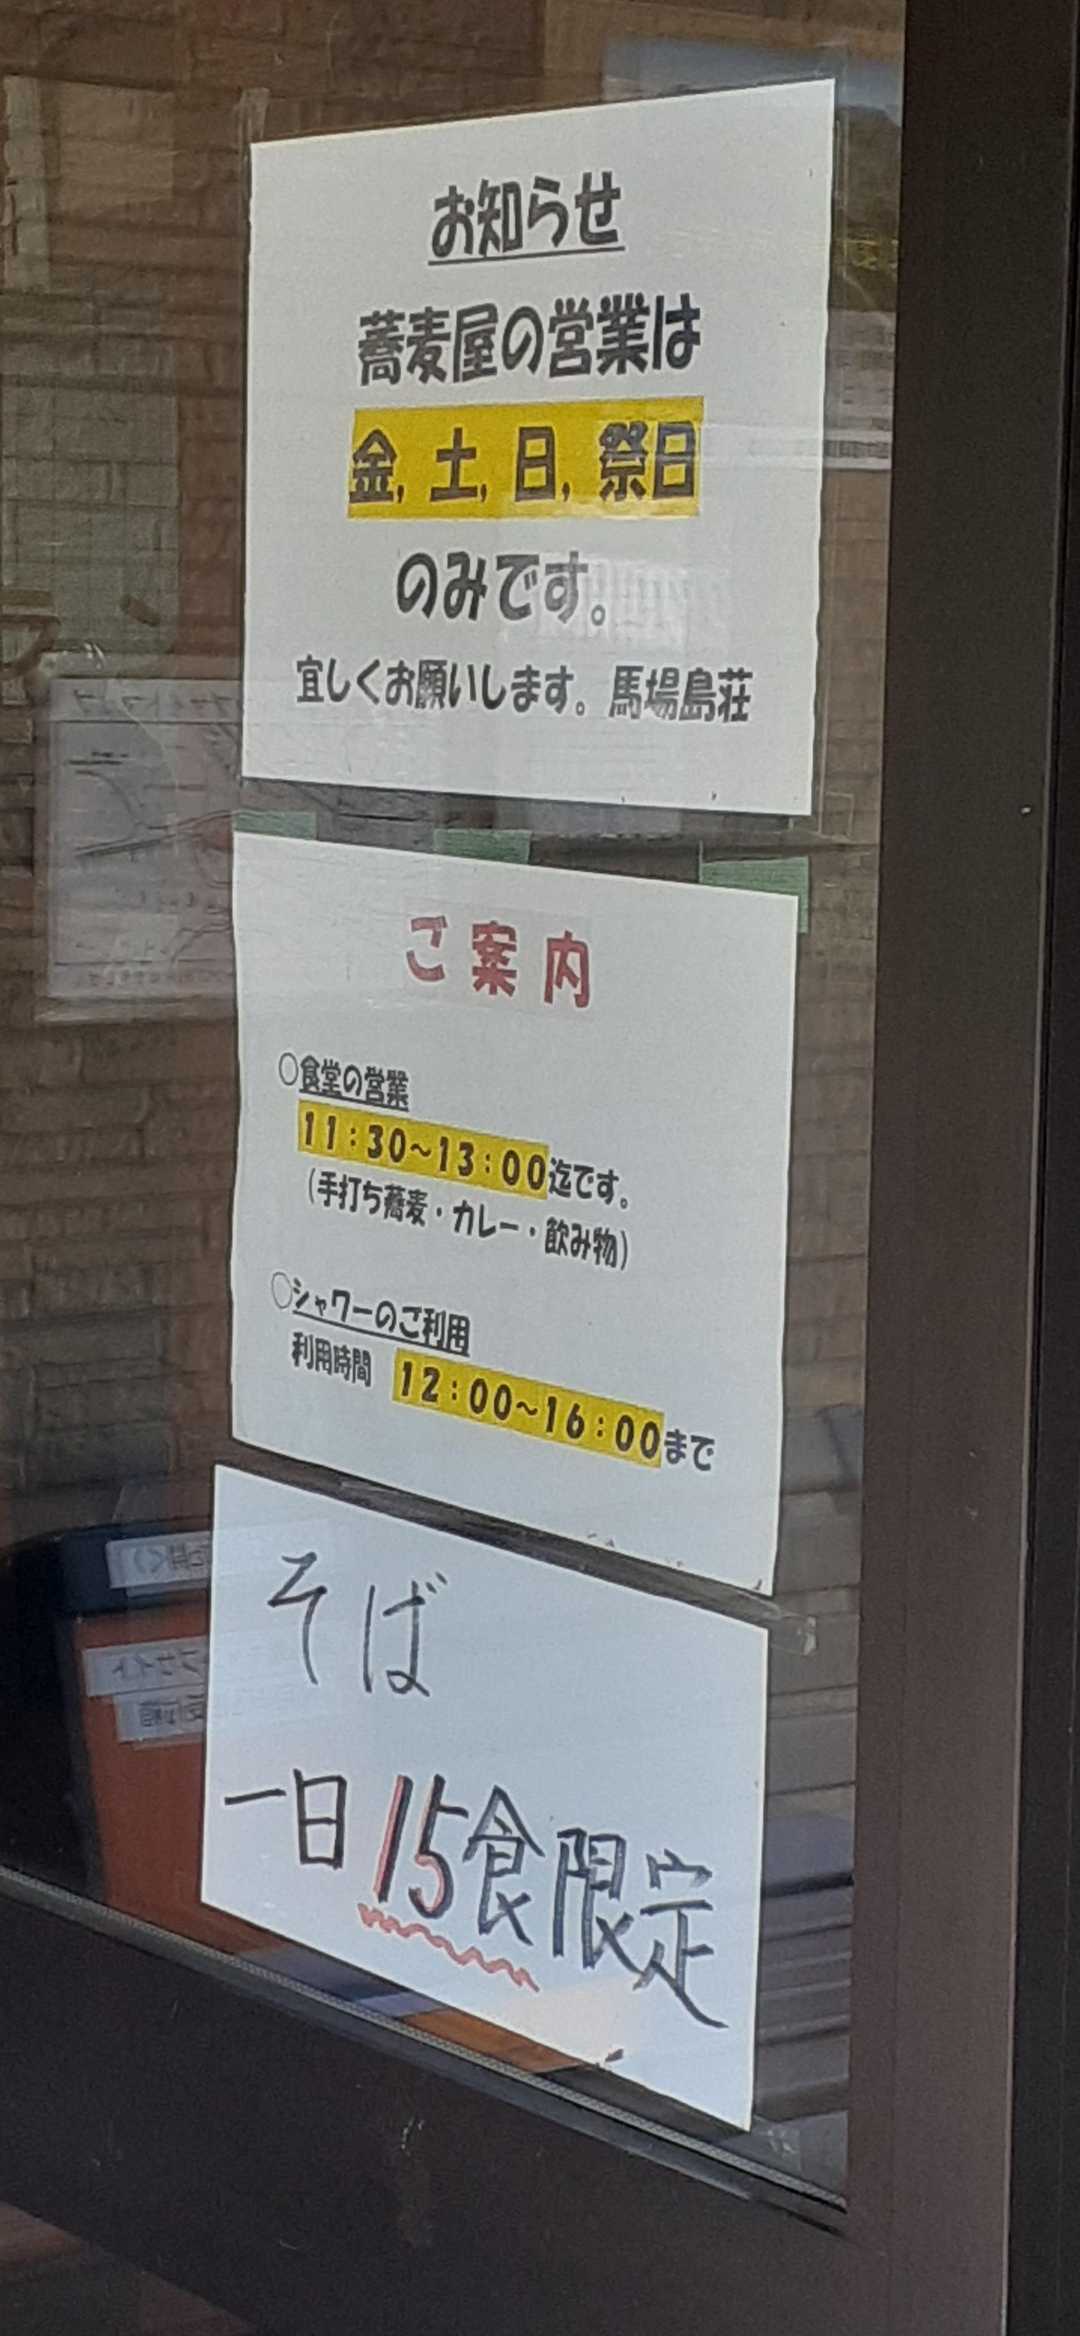 お知らせ
蕎麦屋の営業は
金,土,日,祭日
のみです。
宜しくお願いします。馬場島荘
ご案内
○食堂の営業
11:30~13:00迄です。
(手打ち蕎麦・カレー・飲み物)
○シャワーのご利用
利用時間 12:00~16:00まで
そば
一日15食限定